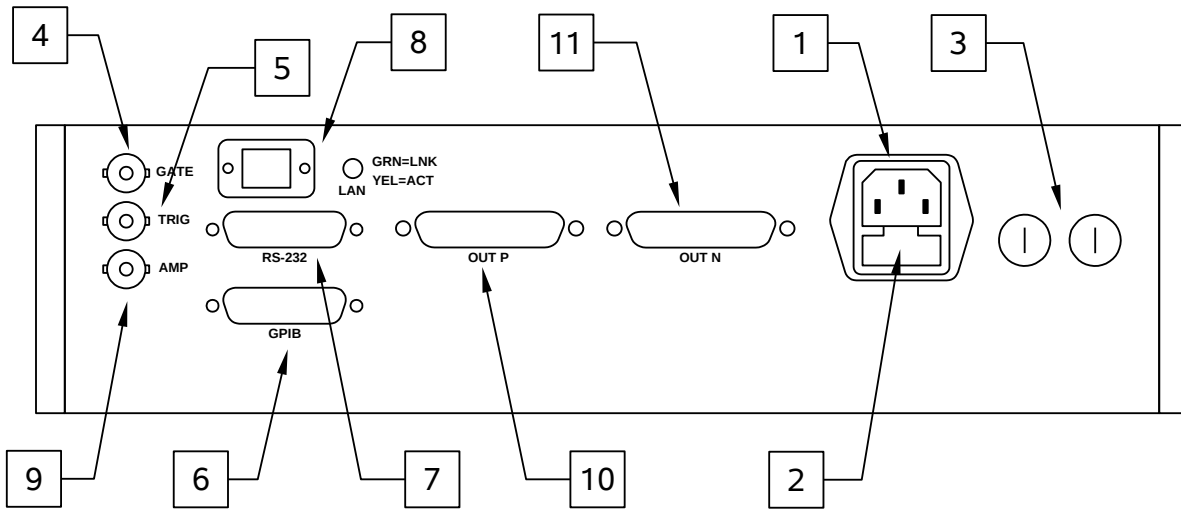 4
5
8
11
1
3
GATE
GRN=LNK
YEL=ACT
LAN
TRIG
RS-232
OUT P
OUT N
AMP
GPIB
9
6
7
10
2